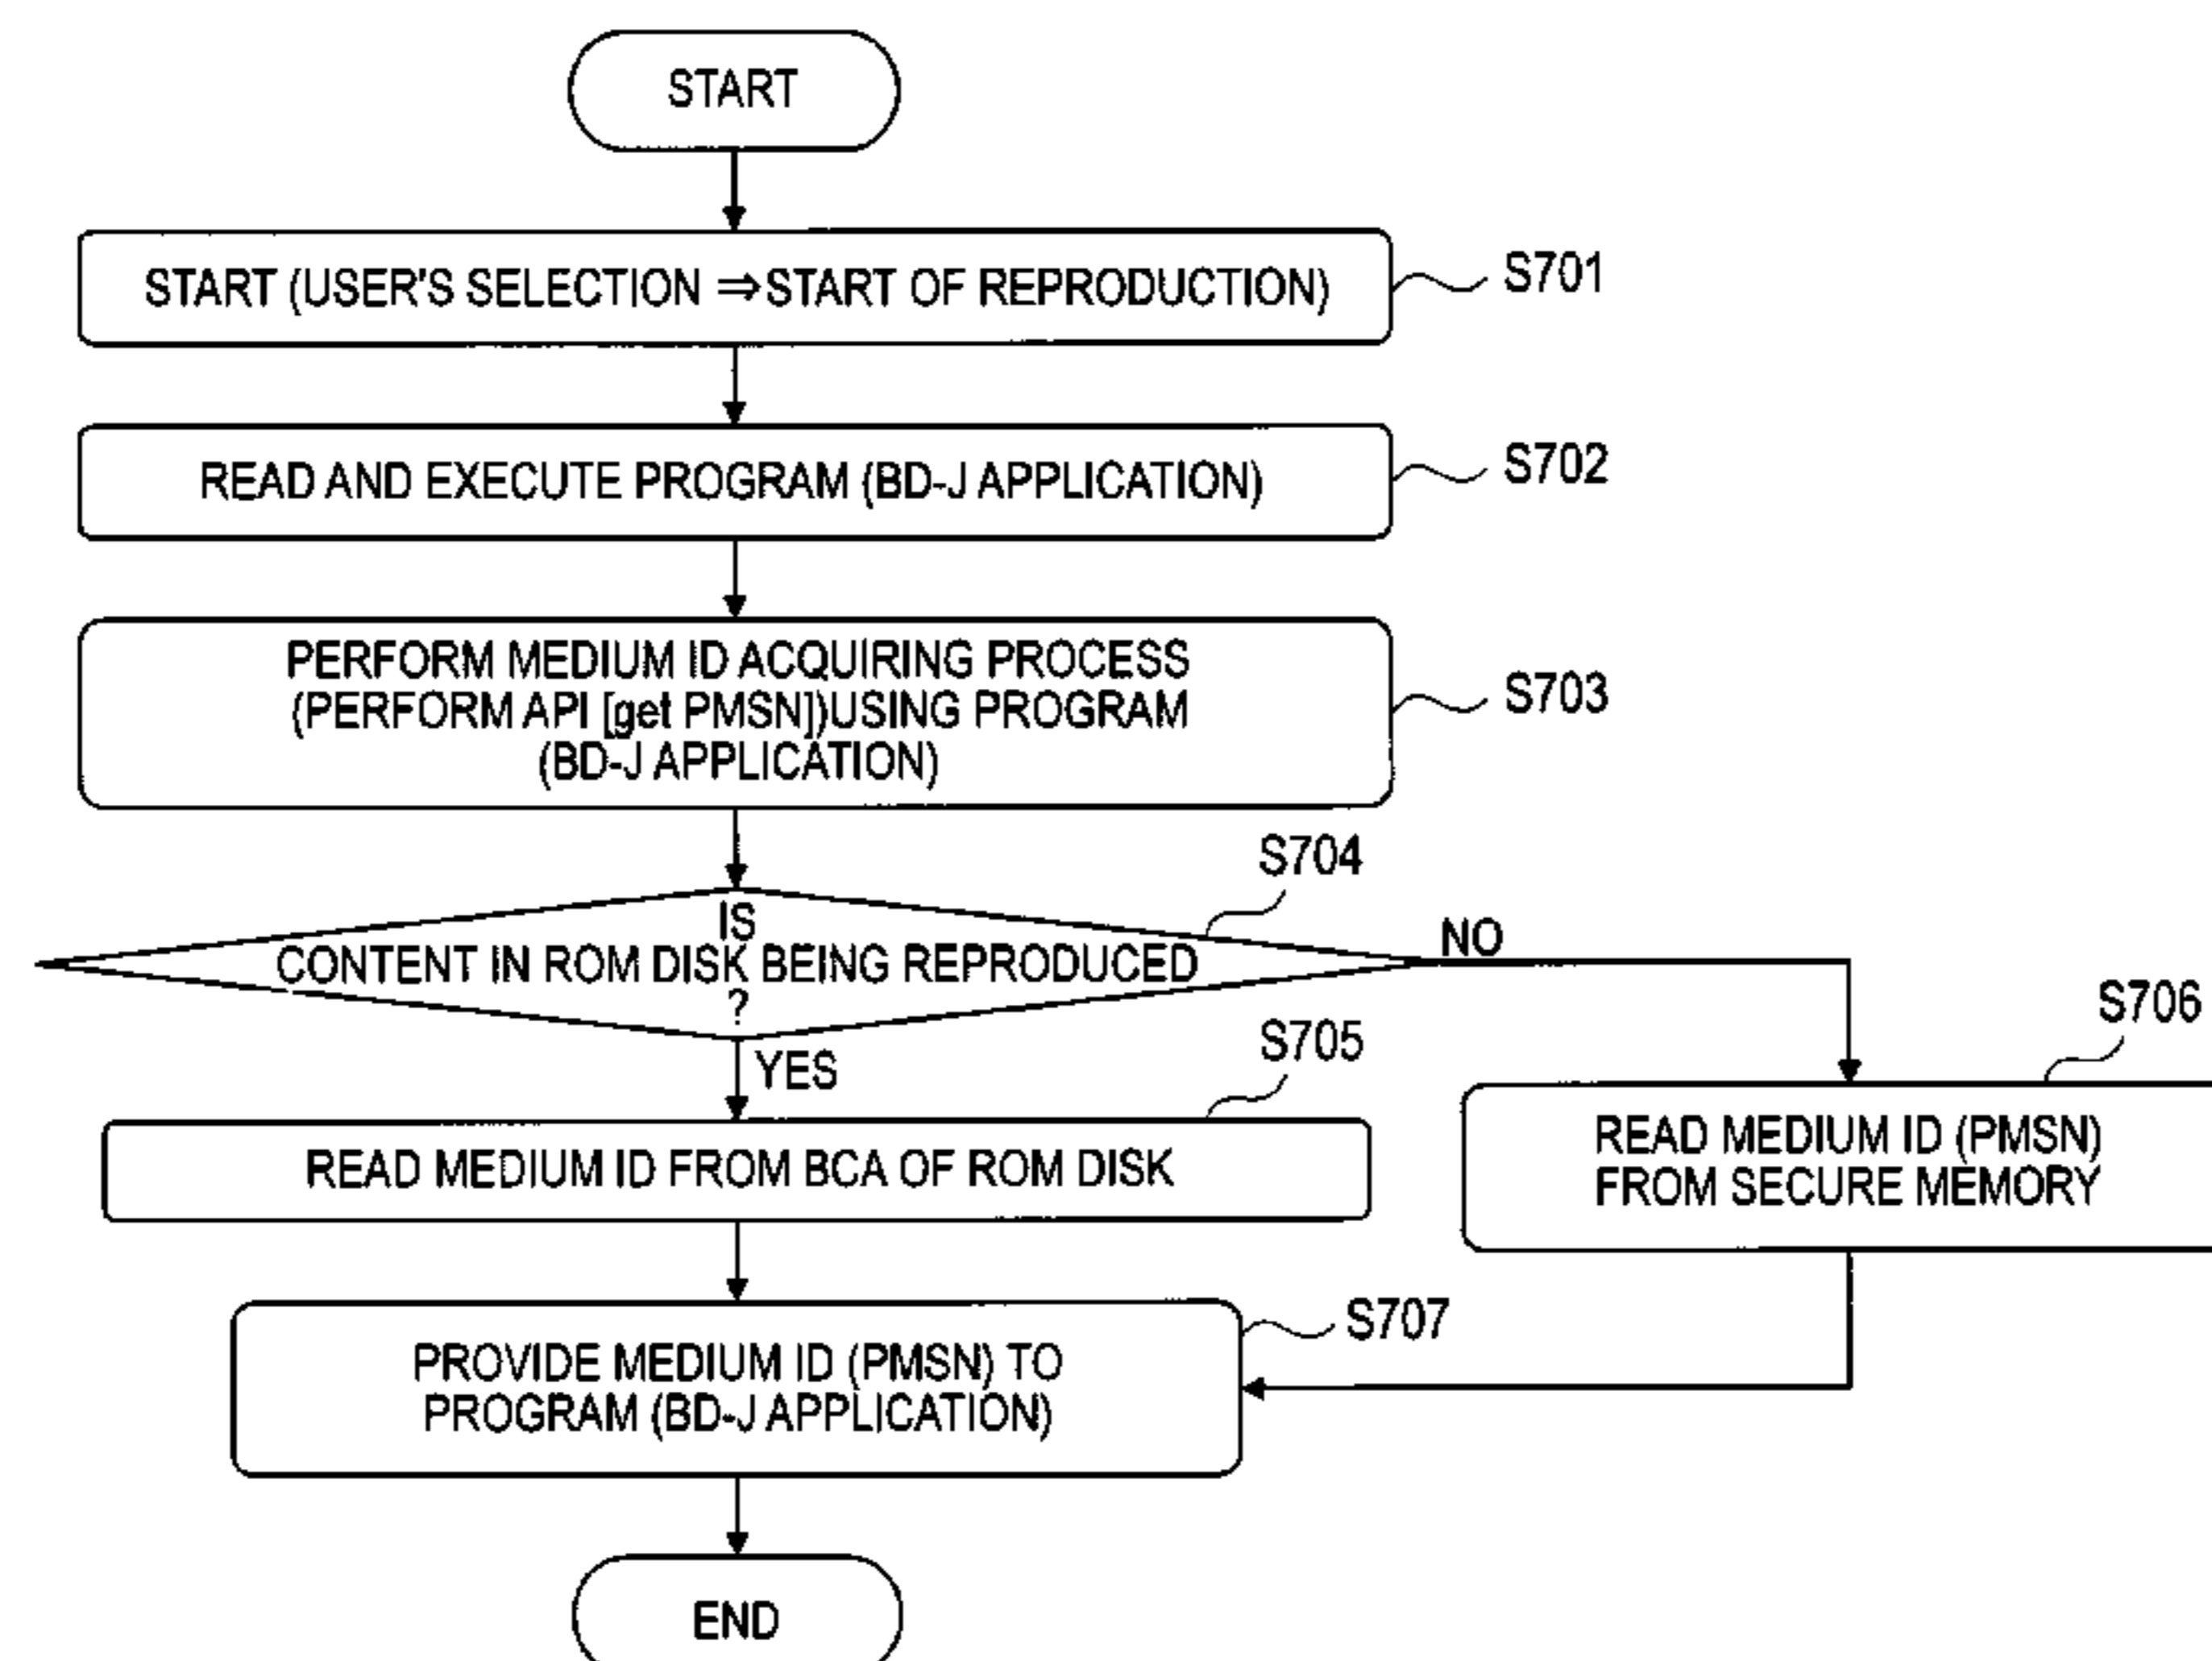 START
START (USER'S SELECTION ⇒START OF REPRODUCTION)
S701
READ AND EXECUTE PROGRAM (BD-J APPLICATION)
S702
PERFORM MEDIUM ID ACQUIRING PROCESS
(PERFORM API [get PMSN])USING PROGRAM
(BD-J APPLICATION)
S703
S704
IS
CONTENT IN ROM DISK BEING REPRODUCED
?
NO
YES
S705
READ MEDIUM ID FROM BCA OF ROM DISK
S706
READ MEDIUM ID (PMSN)
FROM SECURE MEMORY
S707
PROVIDE MEDIUM ID (PMSN) TO
PROGRAM (BD-J APPLICATION)
END